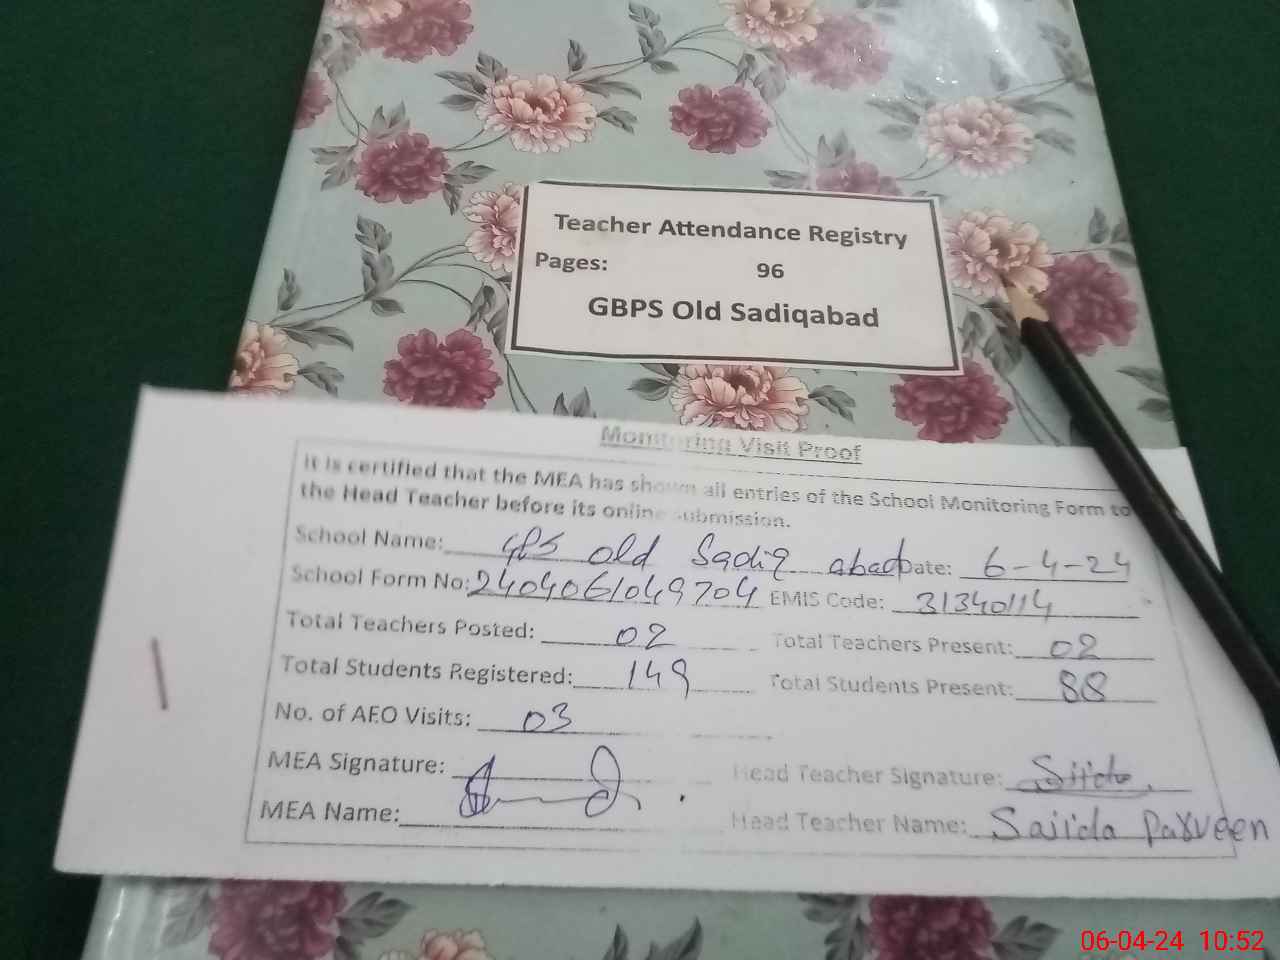 Teacher Attendance Registry
Pages: 96
GBPS Old Sadiqabad
Monitoring Visit Proof
It is certified that the MEA has shown all entries of the School Monitoring Form to
the Head Teacher before its online submission.
School Name: GPS old Sadiq abad Date: 6-4-24
School Form No: 2404061049704 EMIS Code: 31340114
Total Teachers Posted: 02 Total Teachers Present: 02
Total Students Registered: 149 Total Students Present: 88
No. of AEO Visits: 03
MEA Signature: Head Teacher Signature:
MEA Name: Head Teacher Name: Sajida Parveen
06-04-24 10:52